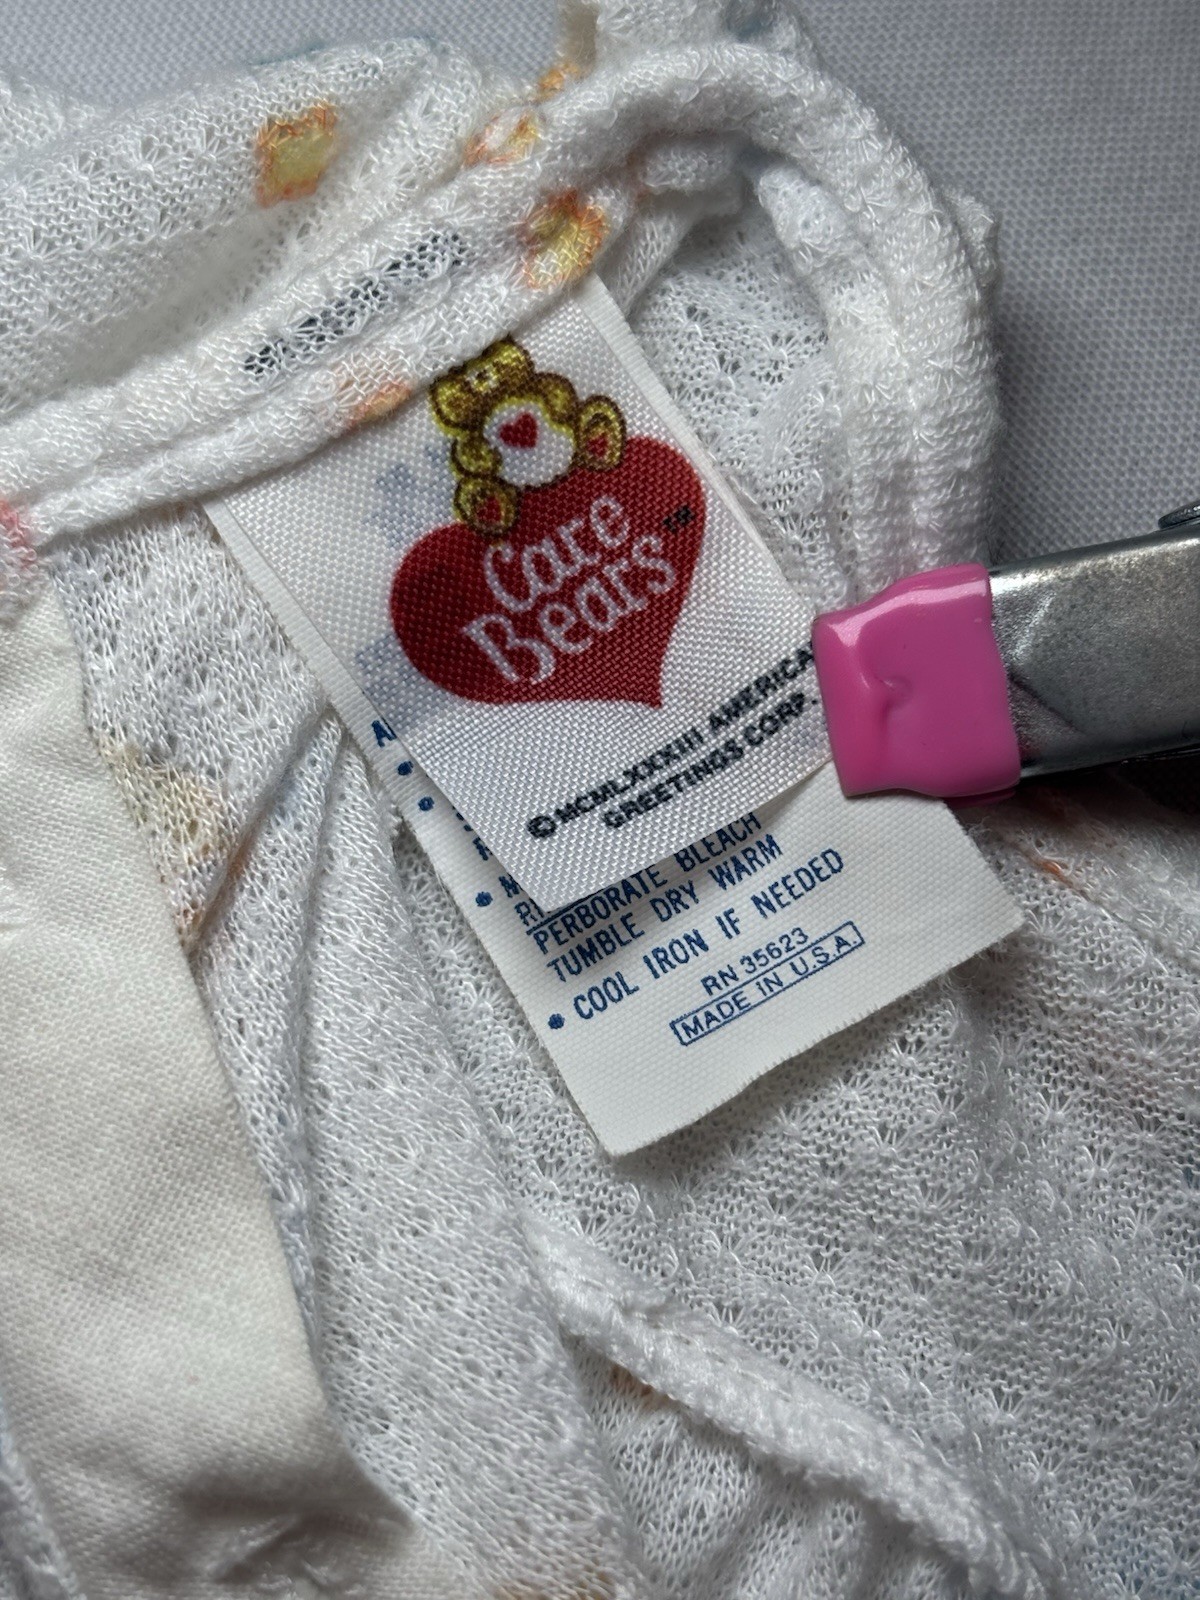 Care
Bears TM
© MCMLXXXIII AMERICA
GREETINGS CORP.
PERBORATE BLEACH
TUMBLE DRY WARM
• COOL IRON IF NEEDED
RN 35623
MADE IN U.S.A.